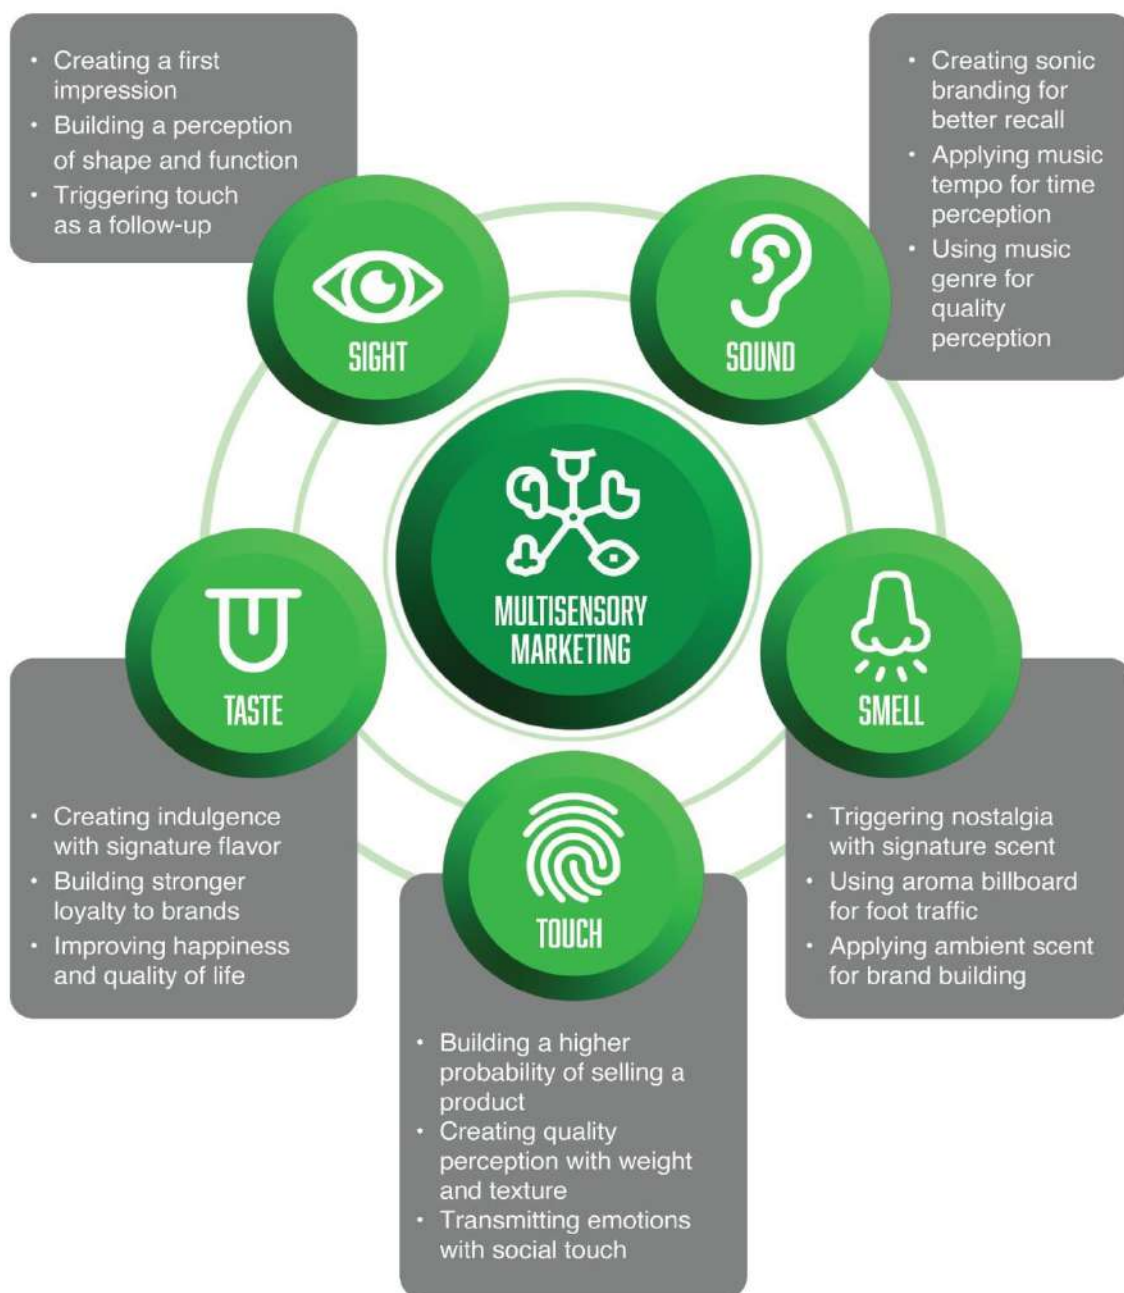 • Creating a first
impression
• Building a perception
of shape and function
• Triggering touch
as a follow-up
SIGHT
• Creating sonic
branding for
better recall
• Applying music
tempo for time
perception
• Using music
genre for
quality
perception
SOUND
MULTISENSORY
MARKETING
TASTE
• Creating indulgence
with signature flavor
• Building stronger
loyalty to brands
• Improving happiness
and quality of life
SMELL
• Triggering nostalgia
with signature scent
• Using aroma billboard
for foot traffic
• Applying ambient scent
for brand building
TOUCH
• Building a higher
probability of selling a
product
• Creating quality
perception with weight
and texture
• Transmitting emotions
with social touch